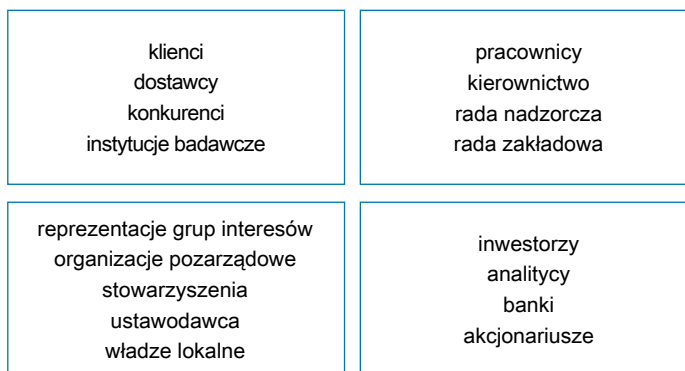 klienci
dostawcy
konkurenci
instytucje badawcze
pracownicy
kierownictwo
rada nadzorcza
rada zakładowa
reprezentacje grup interesów
organizacje pozarządowe
stowarzyszenia
ustawodawca
władze lokalne
inwestorzy
analitycy
banki
akcjonariusze